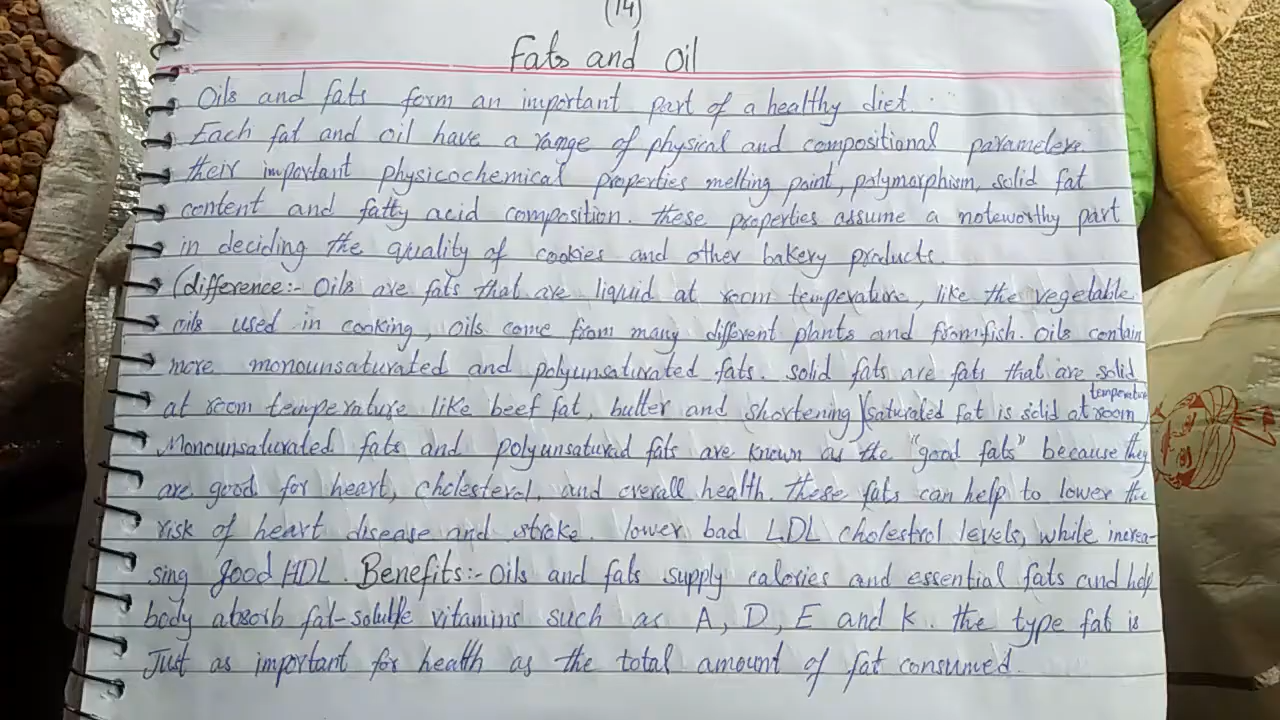 (14)
Fats and Oil
Oils and fats form an important part of a healthy diet.
Each fat and oil have a range of physical and compositional parameters
their important physicochemical properties melting point, polymorphism, solid fat
content and fatty acid composition. these properties assume a noteworthy part
in deciding the quality of cookies and other bakery products.
(difference:- Oils are fats that are liquid at room temperature, like the vegetable
oils used in cooking, oils come from many different plants and from fish. Oils contain
more monounsaturated and polyunsaturated fats. solid fats are fats that are solid
at room temperature like beef fat, butter and shortening)(saturated fat is solid at room temperature
Monounsaturated fats and polyunsaturad fats are known as the "good fats" because they
are good for heart, cholesterol, and overall health. these fats can help to lower the
risk of heart disease and stroke. lower bad LDL cholestrol levels, while increa-
sing good HDL. Benefits:- Oils and fats supply calories and essential fats and help
body absorb fat-soluble vitamins such as A, D, E and K. the type fat is
Just as important for health as the total amount of fat consumed.